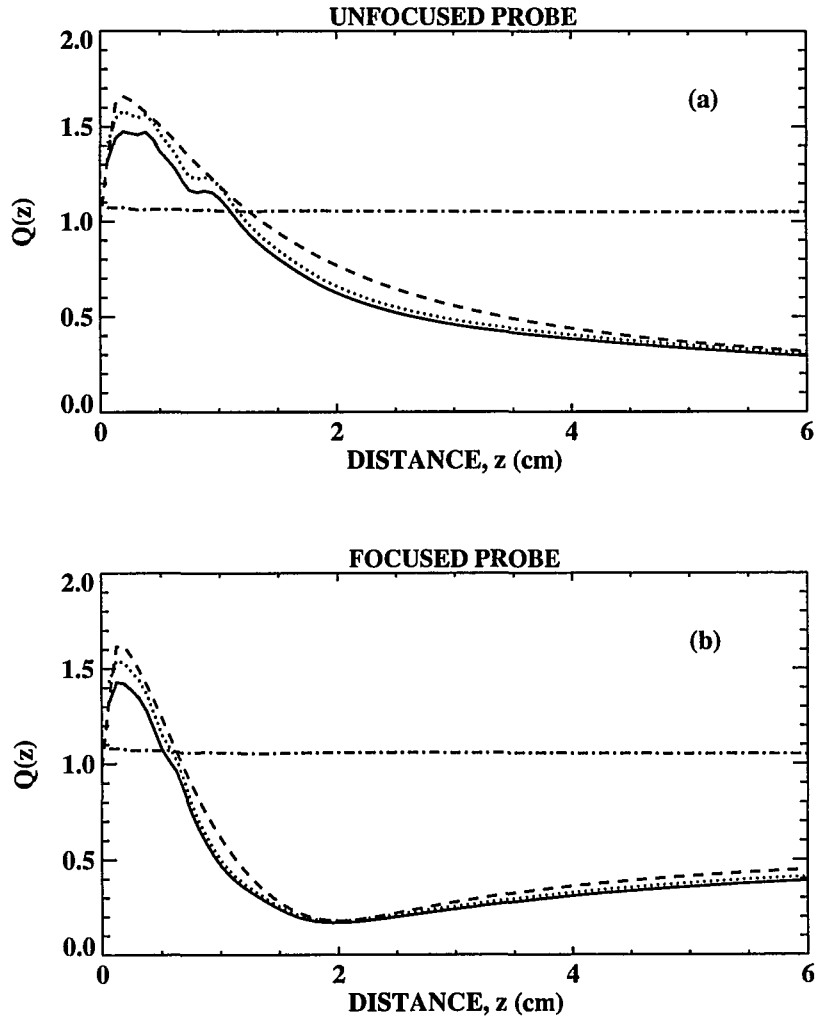 UNFOCUSED PROBE
2.0
(a)
1.5
Q(z)
1.0
0.5
0.0
0 2 4 6
DISTANCE, z (cm)
FOCUSED PROBE
2.0
(b)
1.5
Q(z)
1.0
0.5
0.0
0 2 4 6
DISTANCE, z (cm)